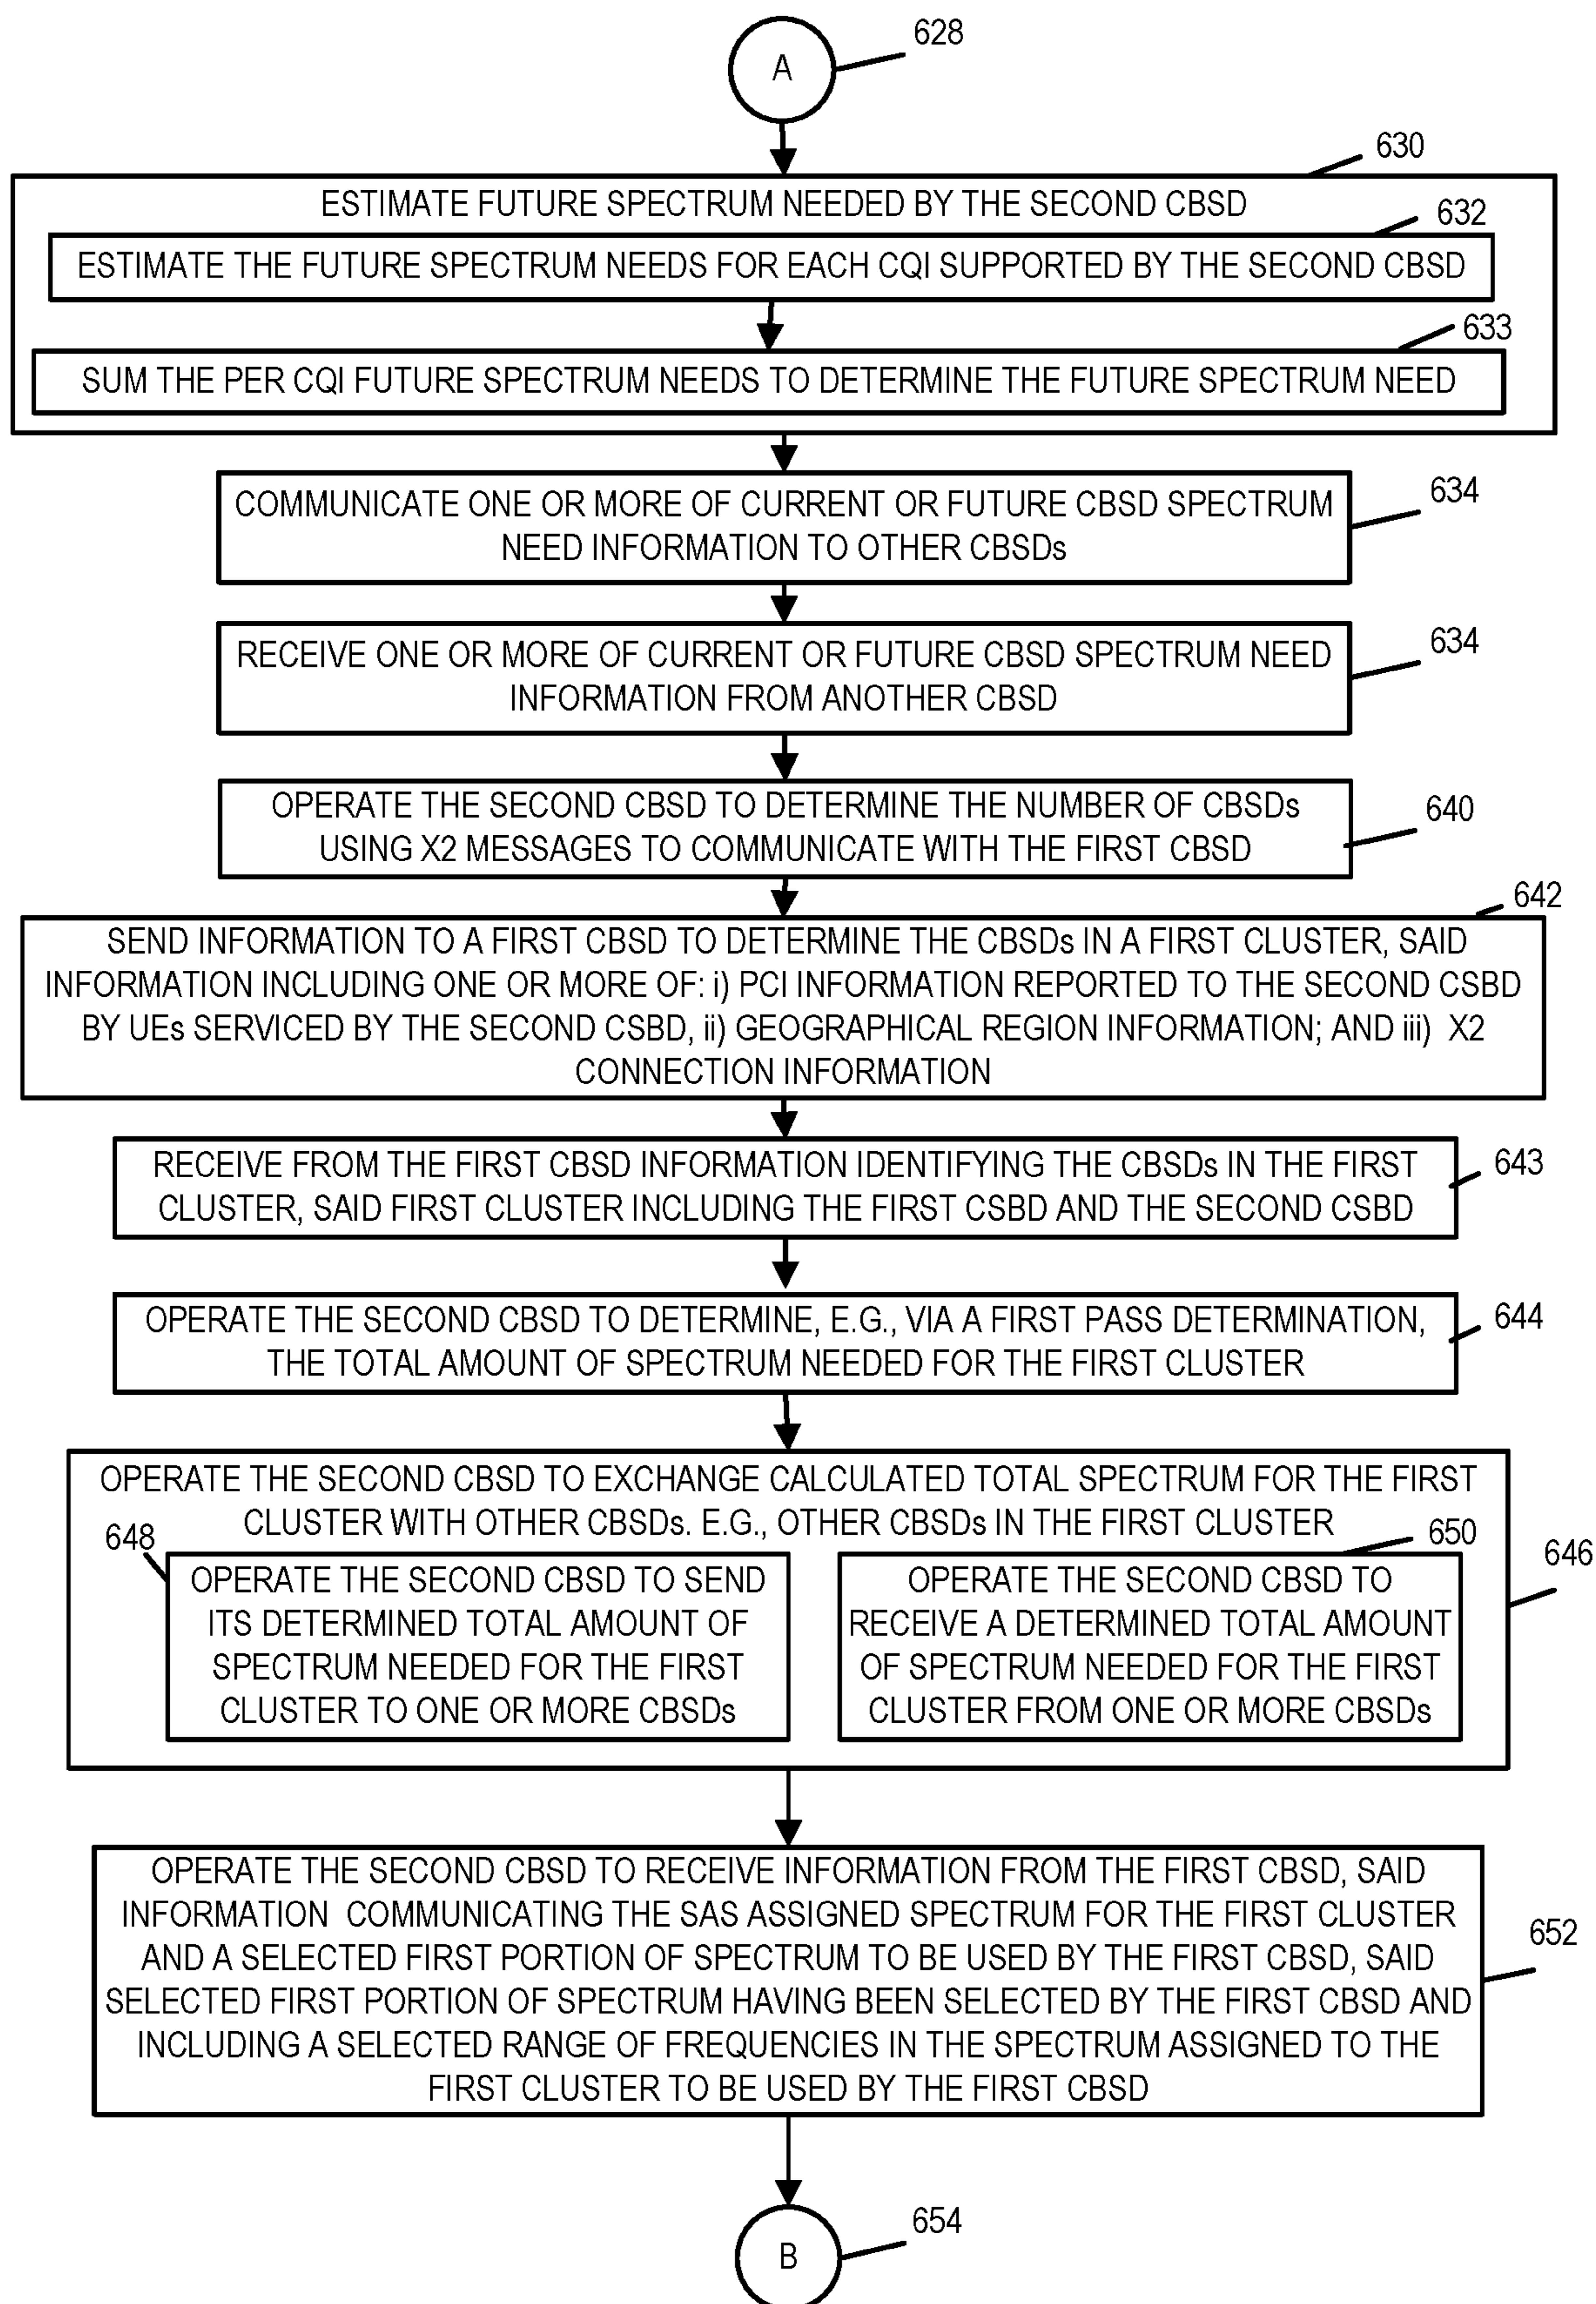 A
628
630
ESTIMATE FUTURE SPECTRUM NEEDED BY THE SECOND CBSD
632
ESTIMATE THE FUTURE SPECTRUM NEEDS FOR EACH CQI SUPPORTED BY THE SECOND CBSD
633
SUM THE PER CQI FUTURE SPECTRUM NEEDS TO DETERMINE THE FUTURE SPECTRUM NEED
COMMUNICATE ONE OR MORE OF CURRENT OR FUTURE CBSD SPECTRUM
NEED INFORMATION TO OTHER CBSDs
634
RECEIVE ONE OR MORE OF CURRENT OR FUTURE CBSD SPECTRUM NEED
INFORMATION FROM ANOTHER CBSD
634
OPERATE THE SECOND CBSD TO DETERMINE THE NUMBER OF CBSDs
USING X2 MESSAGES TO COMMUNICATE WITH THE FIRST CBSD
640
642
SEND INFORMATION TO A FIRST CBSD TO DETERMINE THE CBSDs IN A FIRST CLUSTER, SAID
INFORMATION INCLUDING ONE OR MORE OF: i) PCI INFORMATION REPORTED TO THE SECOND CSBD
BY UEs SERVICED BY THE SECOND CSBD, ii) GEOGRAPHICAL REGION INFORMATION; AND iii) X2
CONNECTION INFORMATION
RECEIVE FROM THE FIRST CBSD INFORMATION IDENTIFYING THE CBSDs IN THE FIRST
CLUSTER, SAID FIRST CLUSTER INCLUDING THE FIRST CSBD AND THE SECOND CSBD
643
OPERATE THE SECOND CBSD TO DETERMINE, E.G., VIA A FIRST PASS DETERMINATION,
THE TOTAL AMOUNT OF SPECTRUM NEEDED FOR THE FIRST CLUSTER
644
OPERATE THE SECOND CBSD TO EXCHANGE CALCULATED TOTAL SPECTRUM FOR THE FIRST
CLUSTER WITH OTHER CBSDs. E.G., OTHER CBSDs IN THE FIRST CLUSTER
646
648
OPERATE THE SECOND CBSD TO SEND
ITS DETERMINED TOTAL AMOUNT OF
SPECTRUM NEEDED FOR THE FIRST
CLUSTER TO ONE OR MORE CBSDs
650
OPERATE THE SECOND CBSD TO
RECEIVE A DETERMINED TOTAL AMOUNT
OF SPECTRUM NEEDED FOR THE FIRST
CLUSTER FROM ONE OR MORE CBSDs
OPERATE THE SECOND CBSD TO RECEIVE INFORMATION FROM THE FIRST CBSD, SAID
INFORMATION COMMUNICATING THE SAS ASSIGNED SPECTRUM FOR THE FIRST CLUSTER
AND A SELECTED FIRST PORTION OF SPECTRUM TO BE USED BY THE FIRST CBSD, SAID
SELECTED FIRST PORTION OF SPECTRUM HAVING BEEN SELECTED BY THE FIRST CBSD AND
INCLUDING A SELECTED RANGE OF FREQUENCIES IN THE SPECTRUM ASSIGNED TO THE
FIRST CLUSTER TO BE USED BY THE FIRST CBSD
652
B
654